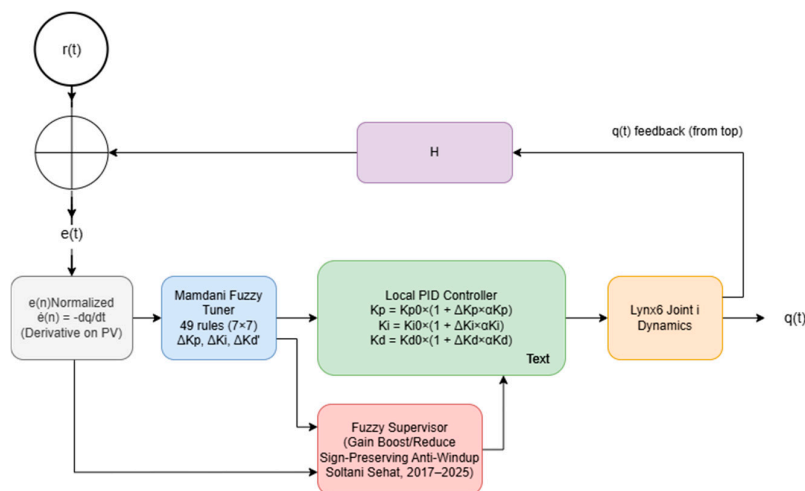 r(t)
q(t) feedback (from top)
H
e(t)
e(n)Normalized
ė(n) = -dq/dt
(Derivative on PV)
Mamdani Fuzzy
Tuner
49 rules (7×7)
ΔKp, ΔKi, ΔKd'
Local PID Controller
Kp = Kp0×(1 + ΔKp×αKp)
Ki = Ki0×(1 + ΔKi×αKi)
Kd = Kd0×(1 + ΔKd×αKd)
Text
Lynx6 Joint i
Dynamics
q(t)
Fuzzy Supervisor
(Gain Boost/Reduce
Sign-Preserving Anti-Windup
Soltani Sehat, 2017–2025)